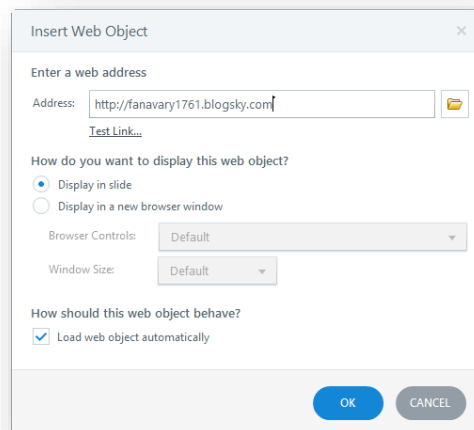 Insert Web Object
Enter a web address
Address: http://fanavary1761.blogsky.com
Test Link...
How do you want to display this web object?
Display in slide
Display in a new browser window
Browser Controls: Default
Window Size: Default
How should this web object behave?
Load web object automatically
OK CANCEL